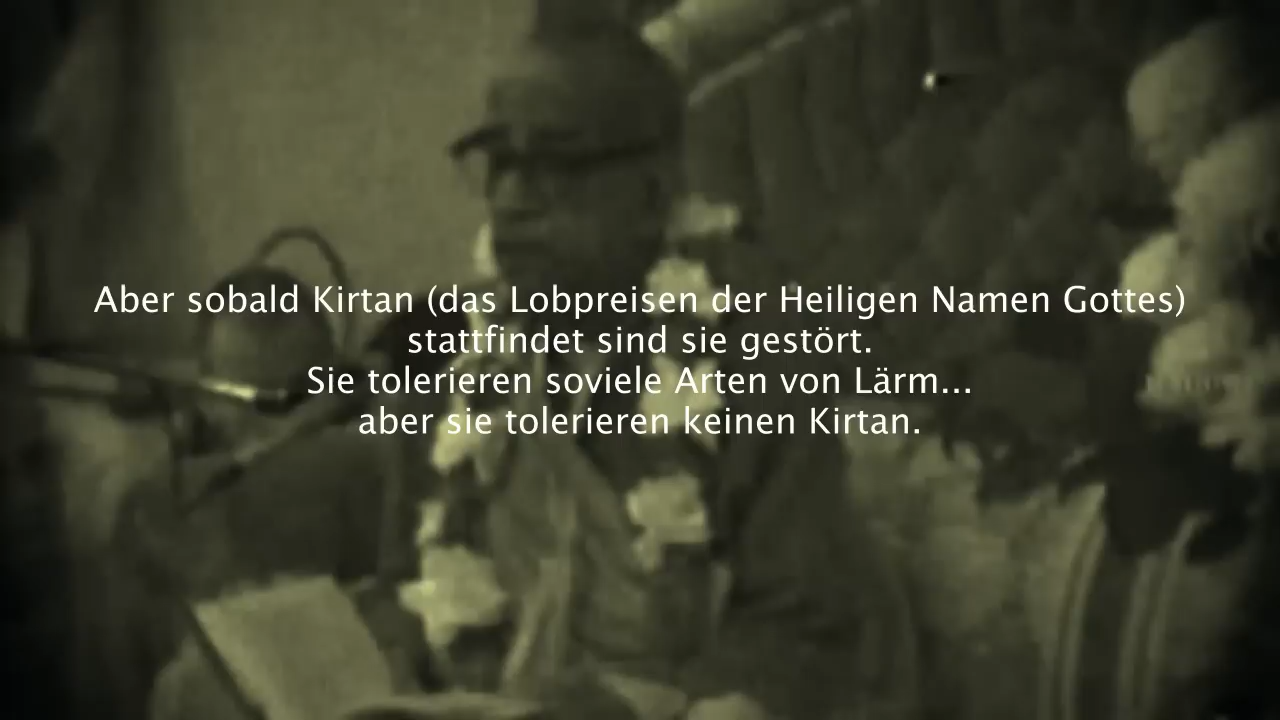 Aber sobald Kirtan (das Lobpreisen der Heiligen Namen Gottes)
stattfindet sind sie gestört.
Sie tolerieren soviele Arten von Lärm...
aber sie tolerieren keinen Kirtan.